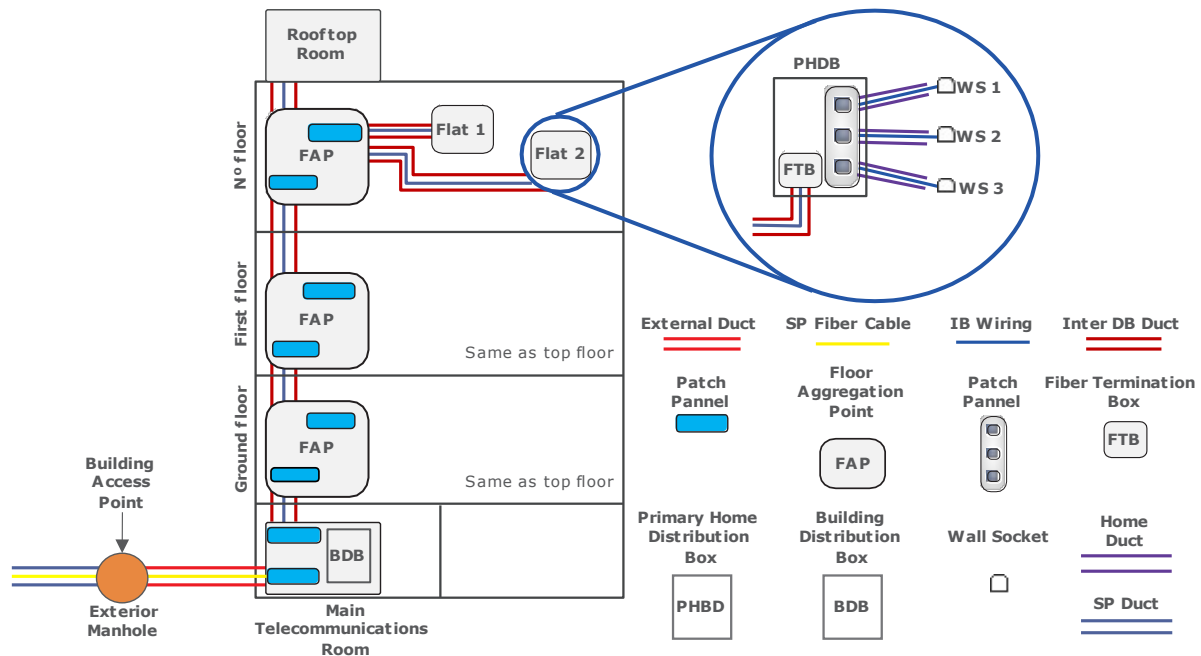 Rooftop
Room
Nº floor
FAP
Flat 1
Flat 2
PHDB
FTB
WS 1
WS 2
WS 3
First floor
FAP
Same as top floor
Ground floor
FAP
Same as top floor
Building
Access
Point
BDB
Exterior
Manhole
Main
Telecommunications
Room
External Duct
SP Fiber Cable
IB Wiring
Inter DB Duct
Patch
Pannel
Floor
Aggregation
Point
FAP
Patch
Pannel
Fiber Termination
Box
FTB
Primary Home
Distribution
Box
PHBD
Building
Distribution
Box
BDB
Wall Socket
Home
Duct
SP Duct